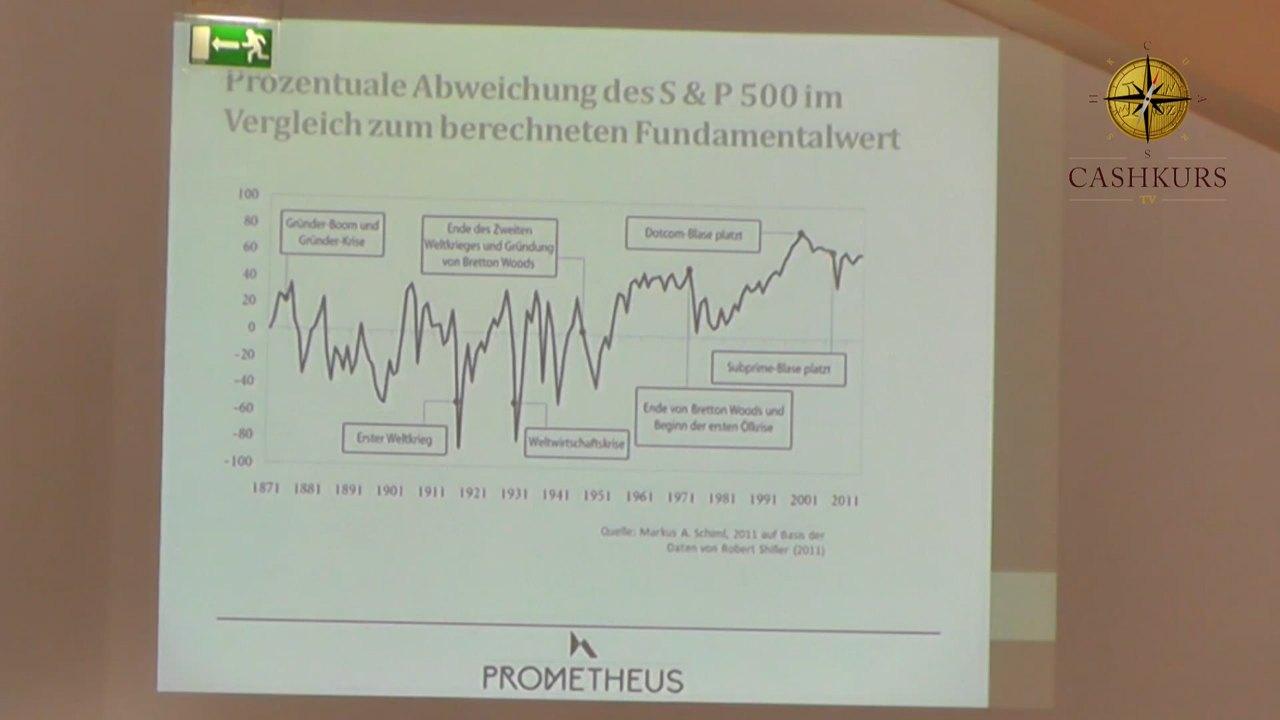 Prozentuale Abweichung des S & P 500 im
Vergleich zum berechneten Fundamentalwert
100
80
60
40
20
0
-20
-40
-60
-80
-100
Gründer-Boom und
Gründer-Krise
Ende des Zweiten
Weltkrieges und Gründung
von Bretton Woods
Dotcom-Blase platzt
Subprime-Blase platzt
Ende von Bretton Woods und
Beginn der ersten Ölkrise
Erster Weltkrieg
Weltwirtschaftskrise
1871 1881 1891 1901 1911 1921 1931 1941 1951 1961 1971 1981 1991 2001 2011
Quelle: Markus A. Schiml, 2011 auf Basis der
Daten von Robert Shiller (2011)
PROMETHEUS
CASHKURS
TV